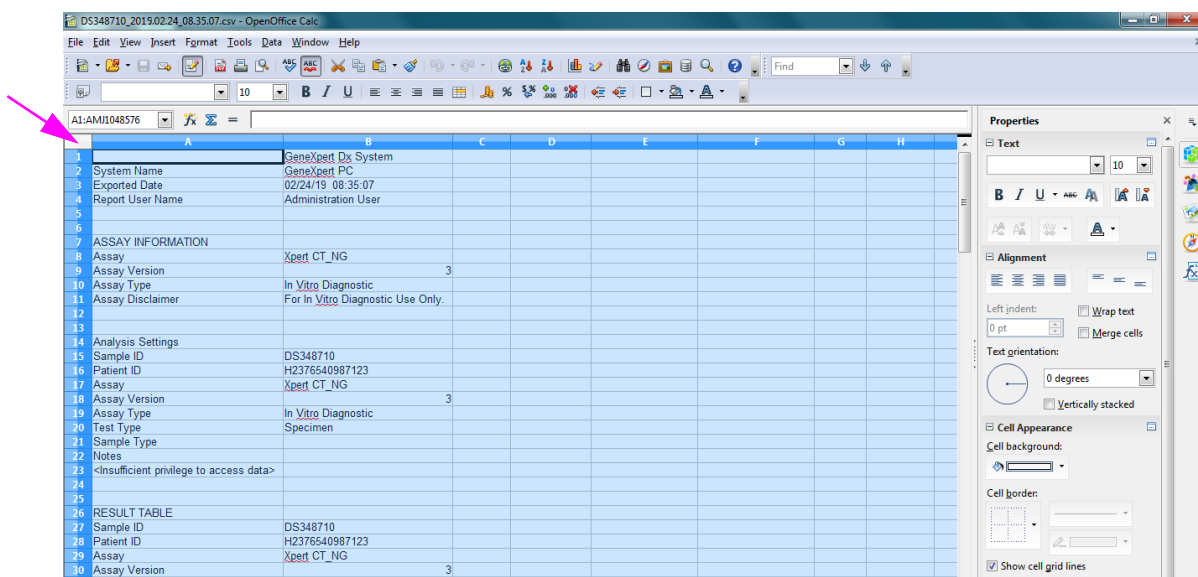 DS348710_2019.02.24_08.35.07.csv - OpenOffice Calc
File Edit View Insert Format Tools Data Window Help
ABC ABC Find
10 B I U %
A1:AMJ1048576 fx Σ =
A B C D E F G H
1 GeneXpert Dx System
2 System Name GeneXpert PC
3 Exported Date 02/24/19 08:35:07
4 Report User Name Administration User
5
6
7 ASSAY INFORMATION
8 Assay Xpert CT_NG
9 Assay Version 3
10 Assay Type In Vitro Diagnostic
11 Assay Disclaimer For In Vitro Diagnostic Use Only.
12
13
14 Analysis Settings
15 Sample ID DS348710
16 Patient ID H2376540987123
17 Assay Xpert CT_NG
18 Assay Version 3
19 Assay Type In Vitro Diagnostic
20 Test Type Specimen
21 Sample Type
22 Notes
23 <Insufficient privilege to access data>
24
25
26 RESULT TABLE
27 Sample ID DS348710
28 Patient ID H2376540987123
29 Assay Xpert CT_NG
30 Assay Version 3
Properties
Text
10
B I U ABC
Alignment
Left indent:
Wrap text
0 pt
Merge cells
Text orientation:
0 degrees
Vertically stacked
Cell Appearance
Cell background:
Cell border:
Show cell grid lines